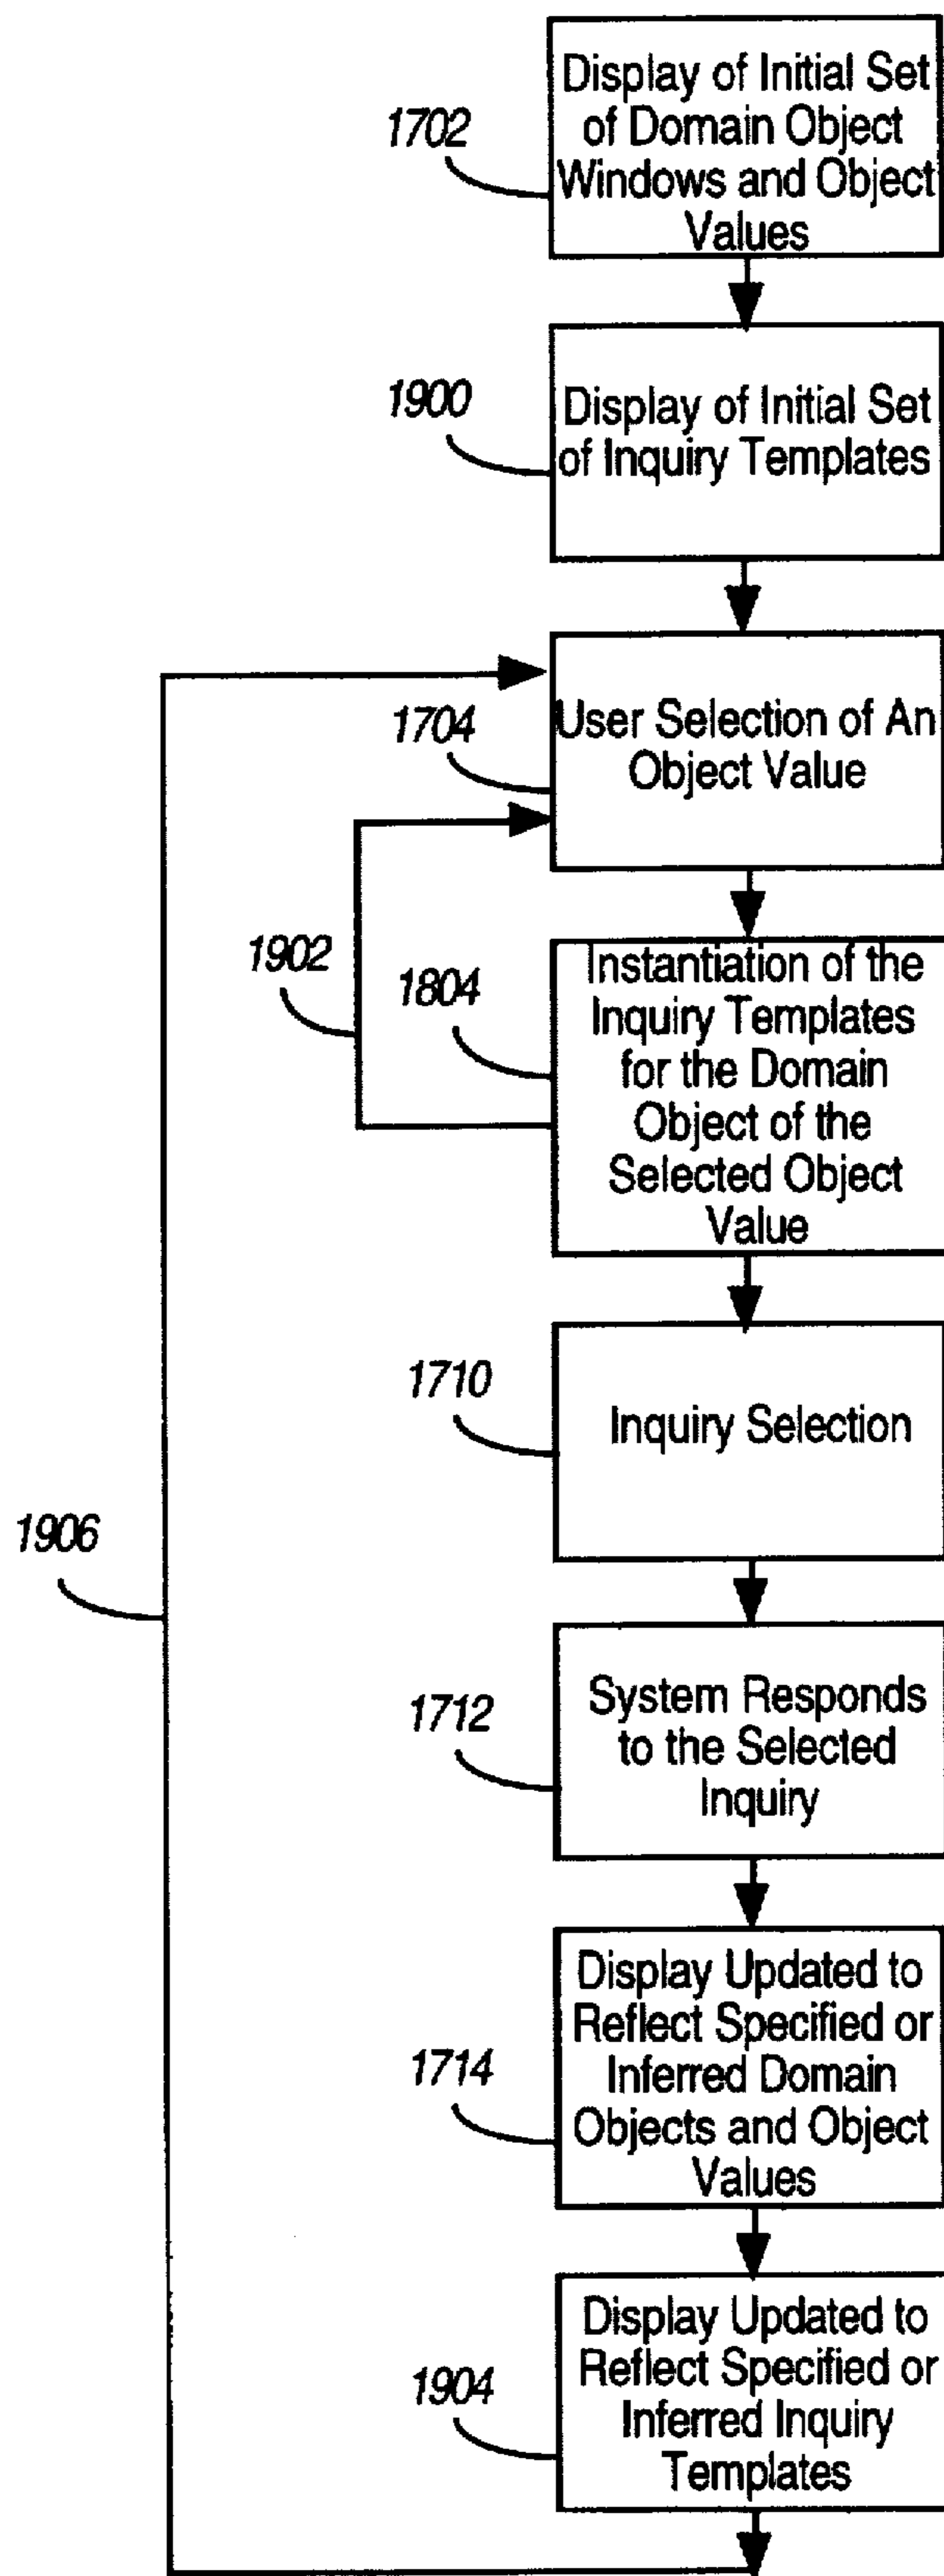 1702
Display of Initial Set
of Domain Object
Windows and Object
Values
1900
Display of Initial Set
of Inquiry Templates
1704
User Selection of An
Object Value
1902
1804
Instantiation of the
Inquiry Templates
for the Domain
Object of the
Selected Object
Value
1710
Inquiry Selection
1906
1712
System Responds
to the Selected
Inquiry
1714
Display Updated to
Reflect Specified or
Inferred Domain
Objects and Object
Values
1904
Display Updated to
Reflect Specified or
Inferred Inquiry
Templates